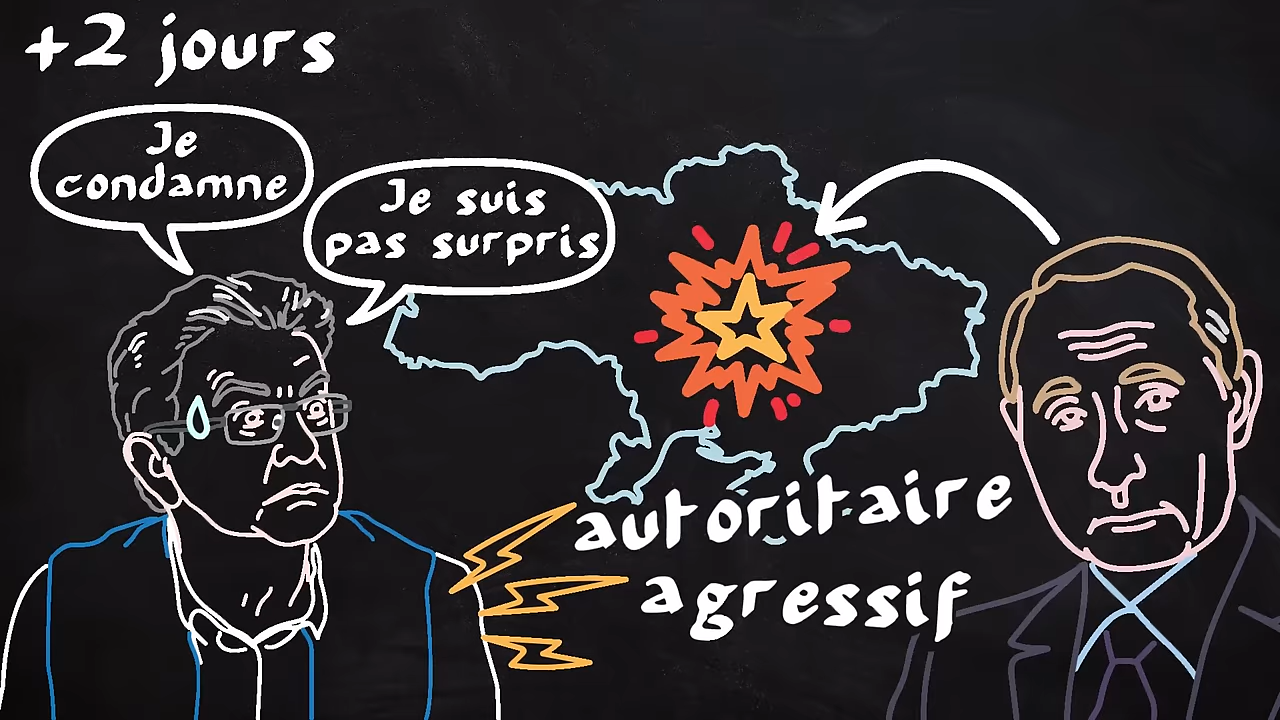 +2 jours
Je
condamne
Je suis
pas surpris
autoritaire
agressif